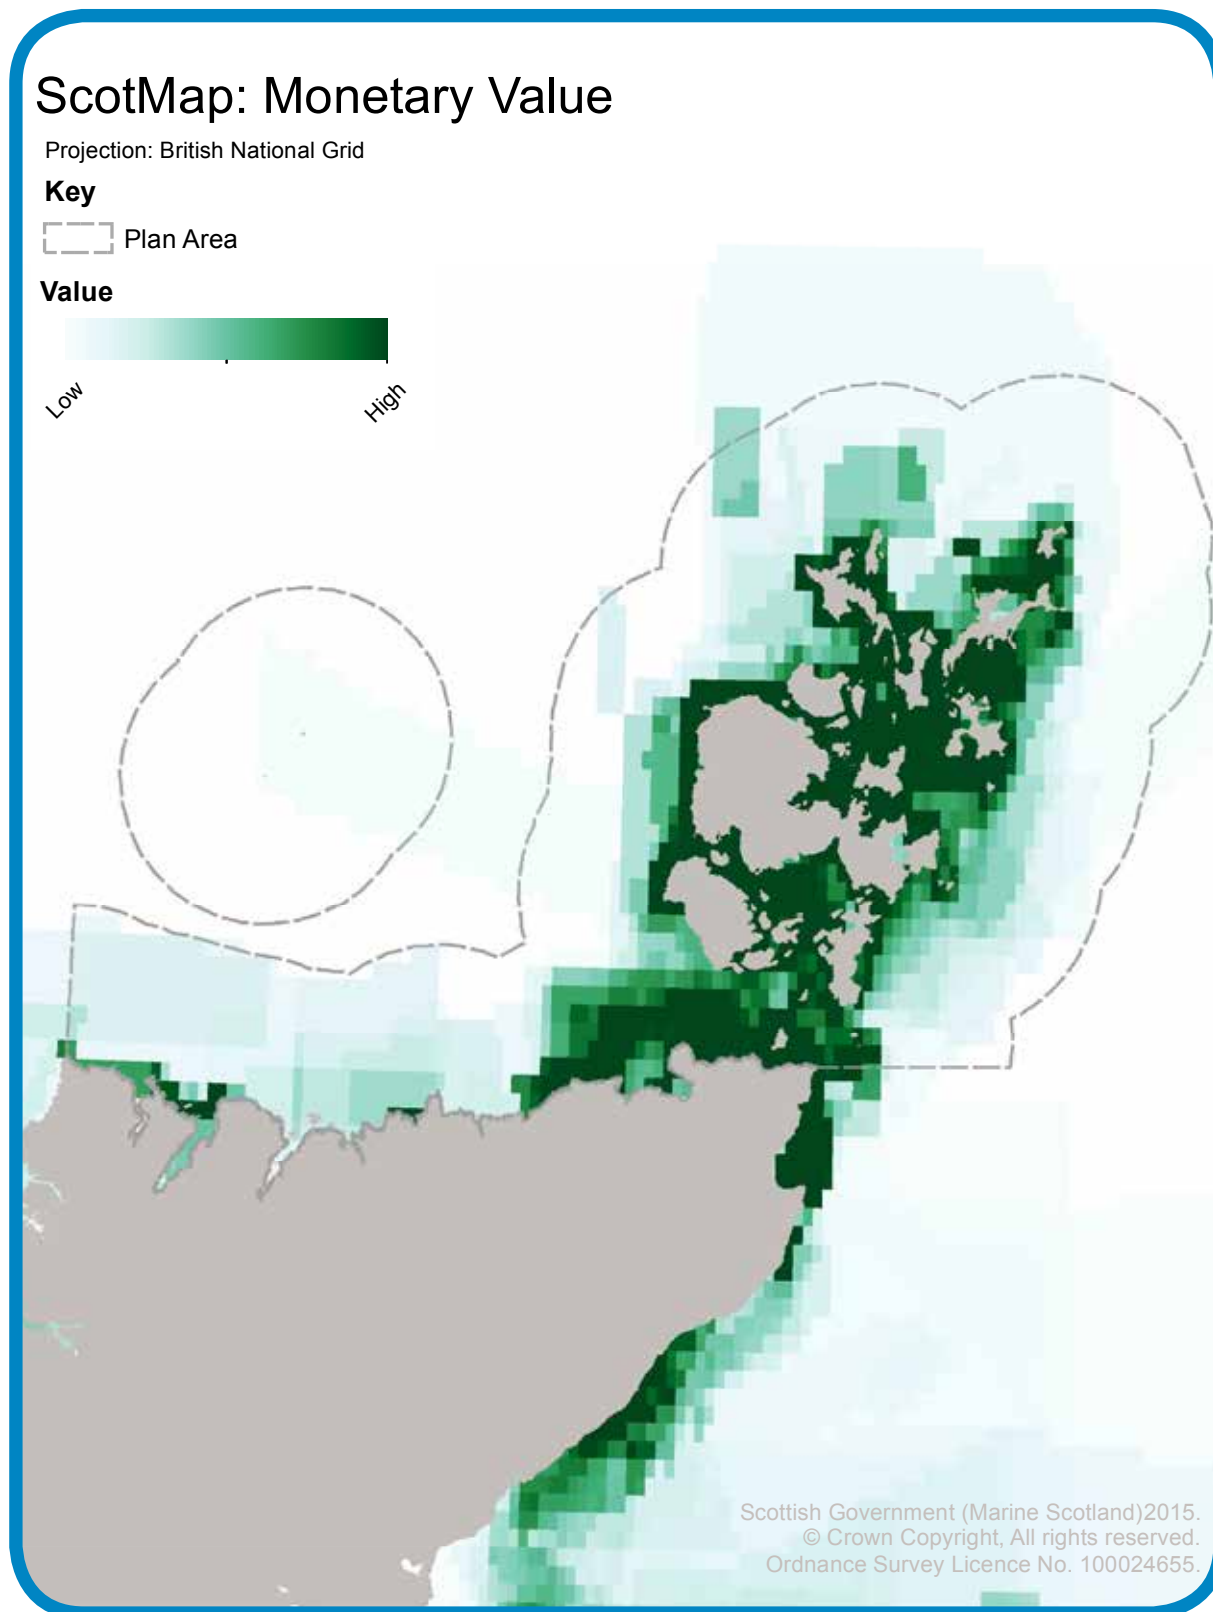 ScotMap: Monetary Value
Projection: British National Grid
Key
Plan Area
Value
Low
High
Scottish Government (Marine Scotland)2015.
© Crown Copyright, All rights reserved.
Ordnance Survey Licence No. 100024655.